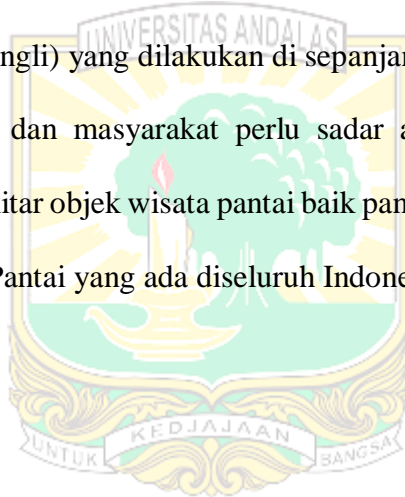 UNIVERSITAS ANDALAS
ngli) yang dilakukan di sepanjan
dan masyarakat perlu sadar a
itar objek wisata pantai baik pan
Pantai yang ada diseluruh Indone
UNTUK KEDJAJAAN BANGSA